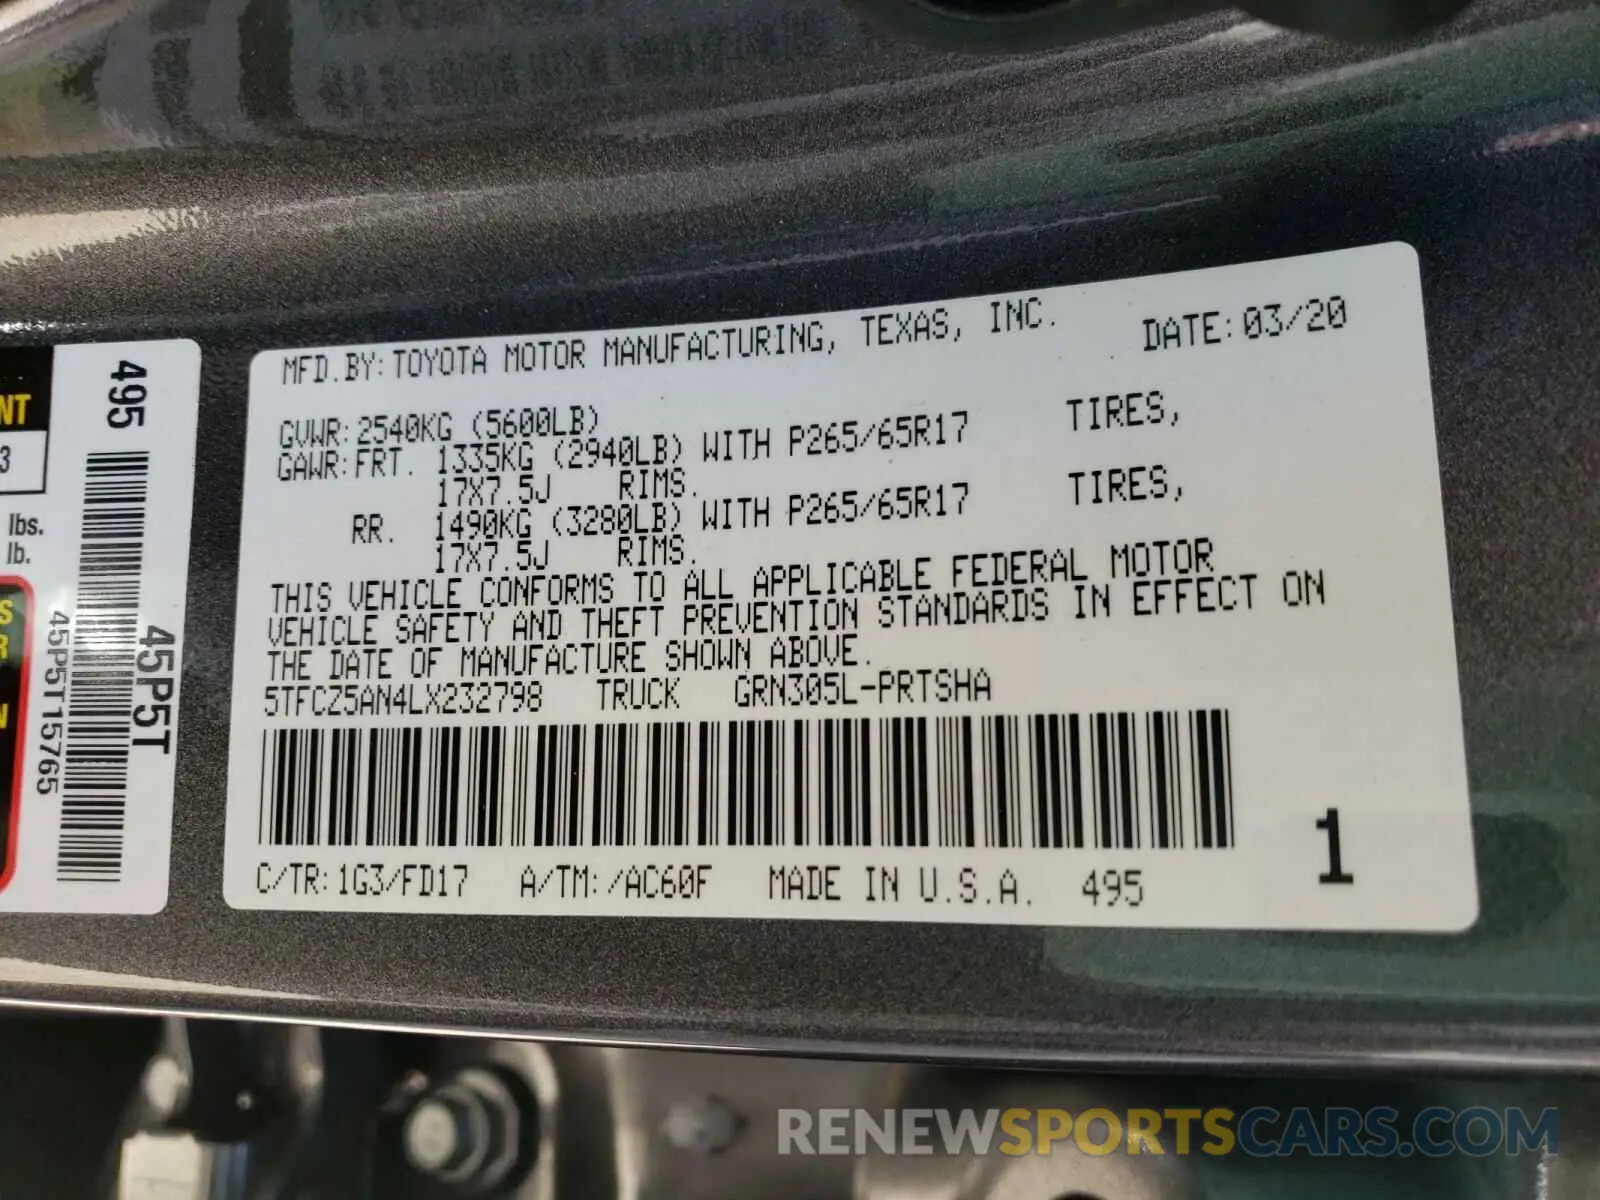 MFD.BY:TOYOTA MOTOR MANUFACTURING, TEXAS, INC. DATE:03/20
GVWR:2540KG (5600LB)
GAWR:FRT. 1335KG (2940LB) WITH P265/65R17 TIRES,
17X7.5J RIMS.
RR. 1490KG (3280LB) WITH P265/65R17 TIRES,
17X7.5J RIMS.
THIS VEHICLE CONFORMS TO ALL APPLICABLE FEDERAL MOTOR
VEHICLE SAFETY AND THEFT PREVENTION STANDARDS IN EFFECT ON
THE DATE OF MANUFACTURE SHOWN ABOVE.
5TFCZ5AN4LX232798 TRUCK GRN305L-PRTSHA
C/TR:1G3/FD17 A/TM:/AC60F MADE IN U.S.A. 495
1
495
45P5T
45P5T15765
NT
3
lbs.
lb.
S
R
N
RENEWSPORTSCARS.COM